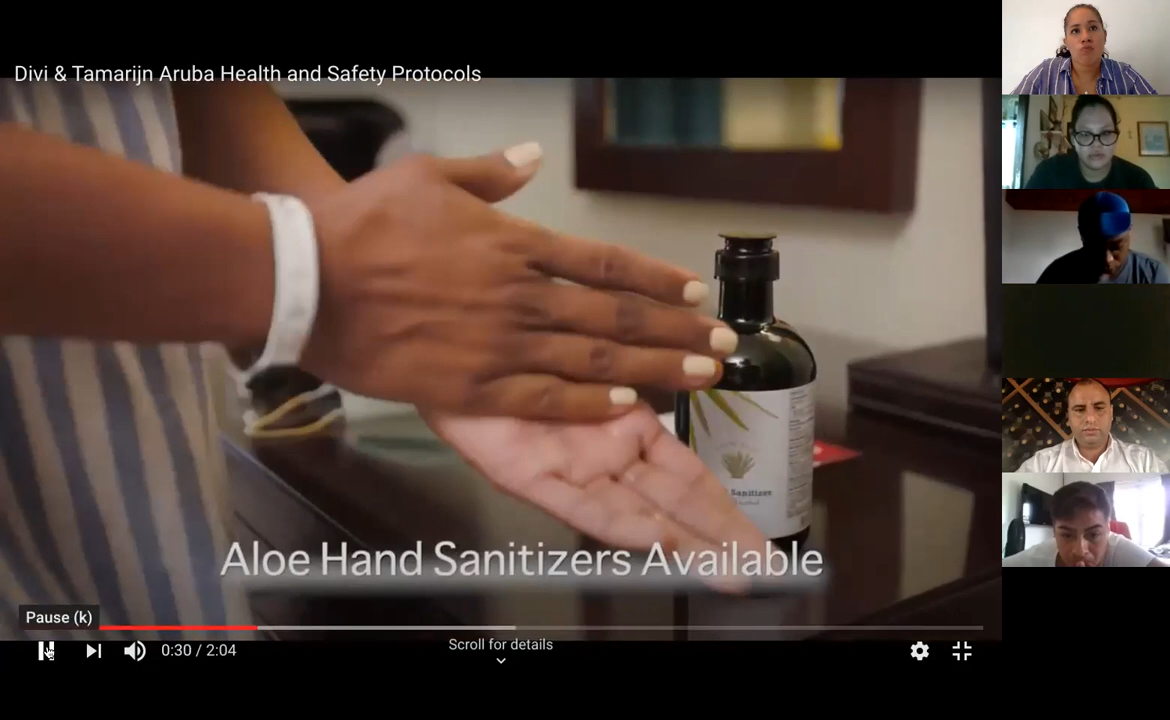 Divi & Tamarijn Aruba Health and Safety Protocols
Sanitizer
Aloe Hand Sanitizers Available
Pause (k)
0:30 / 2:04
Scroll for details